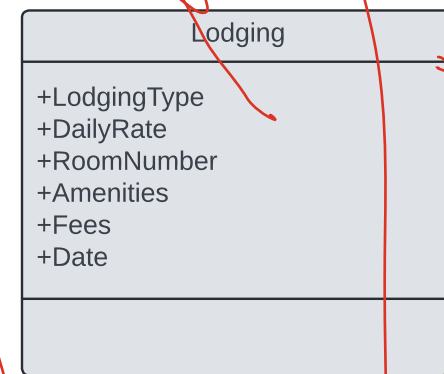 Lodging
+LodgingType
+DailyRate
+RoomNumber
+Amenities
+Fees
+Date